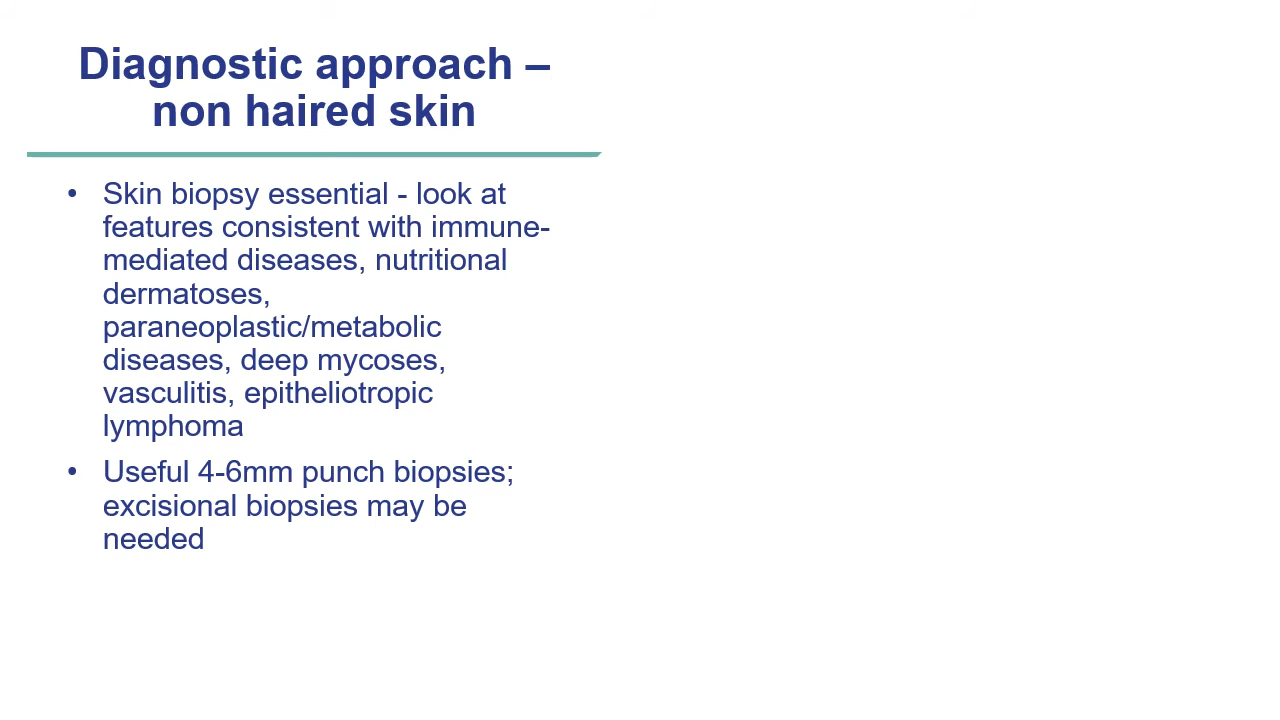 Diagnostic approach –
non haired skin
• Skin biopsy essential - look at
features consistent with immune-
mediated diseases, nutritional
dermatoses,
paraneoplastic/metabolic
diseases, deep mycoses,
vasculitis, epitheliotropic
lymphoma
• Useful 4-6mm punch biopsies;
excisional biopsies may be
needed